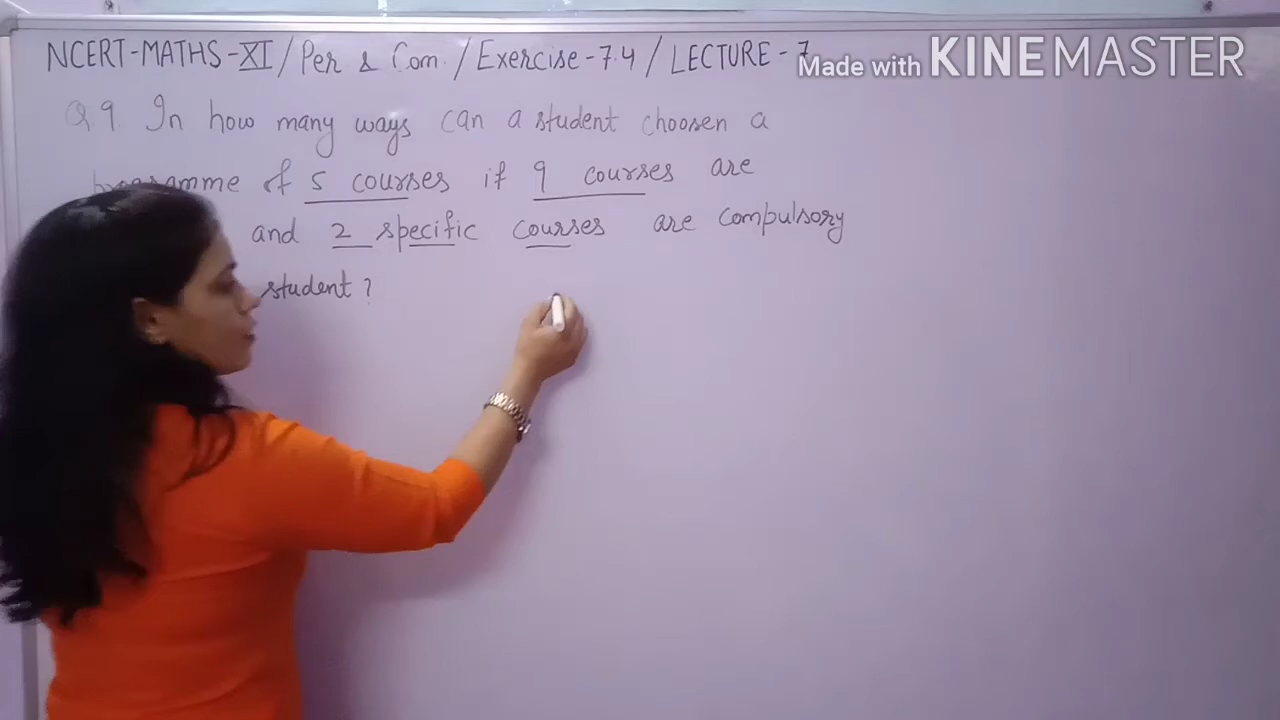 NCERT-MATHS-XI / Per & Com. / Exercise-7.4 / LECTURE-7
Made with KINEMASTER
Q.9. In how many ways can a student choosen a
programme of 5 courses if 9 courses are
and 2 specific courses are compulsory
student?